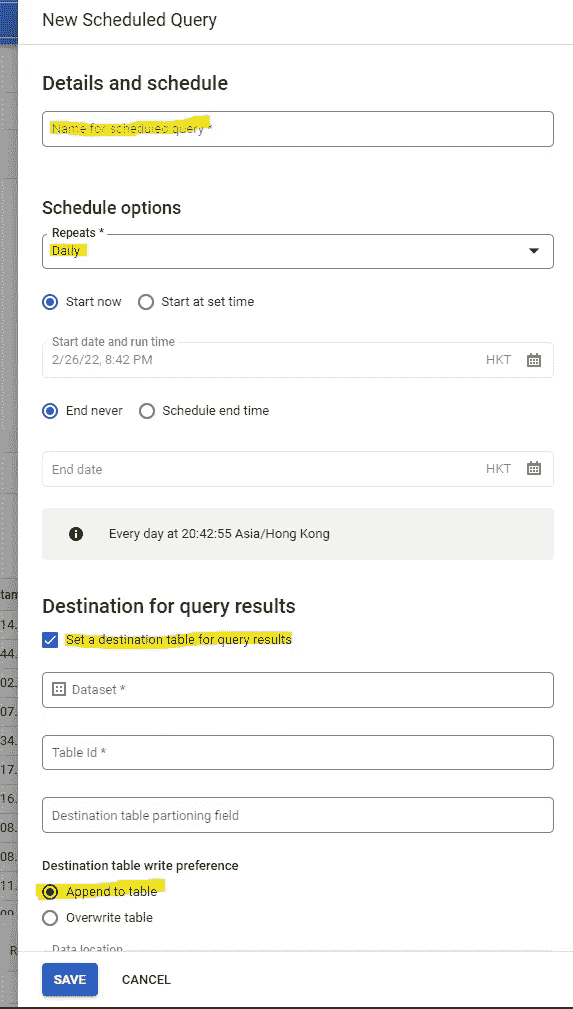 New Scheduled Query
Details and schedule
Name for scheduled query *
Schedule options
Repeats *
Daily
Start now Start at set time
Start date and run time
2/26/22, 8:42 PM HKT
End never Schedule end time
End date HKT
Every day at 20:42:55 Asia/Hong Kong
Destination for query results
tam
Set a destination table for query results
14.
44.
02.
Dataset *
07.
34.
Table Id *
17.
16.
Destination table partioning field
08.
08.
Destination table write preference
11.
Append to table
Overwrite table
Data location
R
SAVE CANCEL